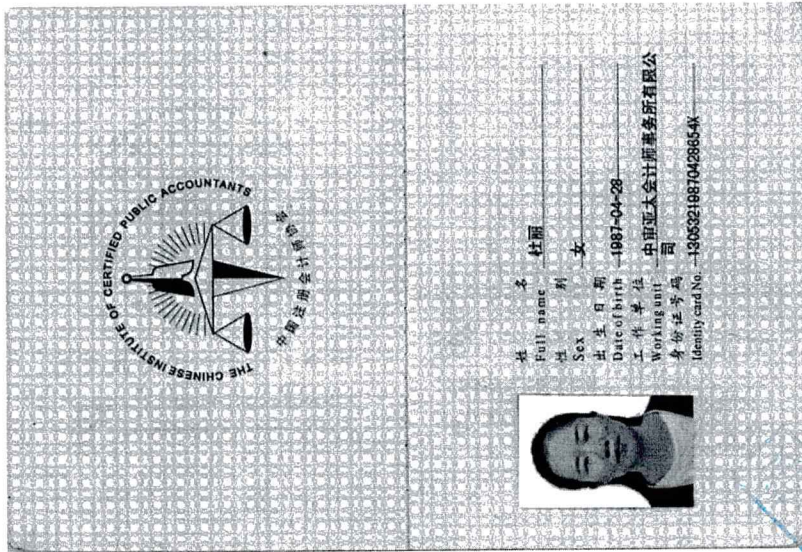 THE CHINESE INSTITUTE OF CERTIFIED PUBLIC ACCOUNTANTS
中国注册会计师协会
姓 名 杜丽
Full name
性 别 女
Sex
出生日期 1987-04-28
Date of birth
工作单位 中审亚太会计师事务所有限公
Working unit 司
身份证号码
Identity card No. 13053219870428654X